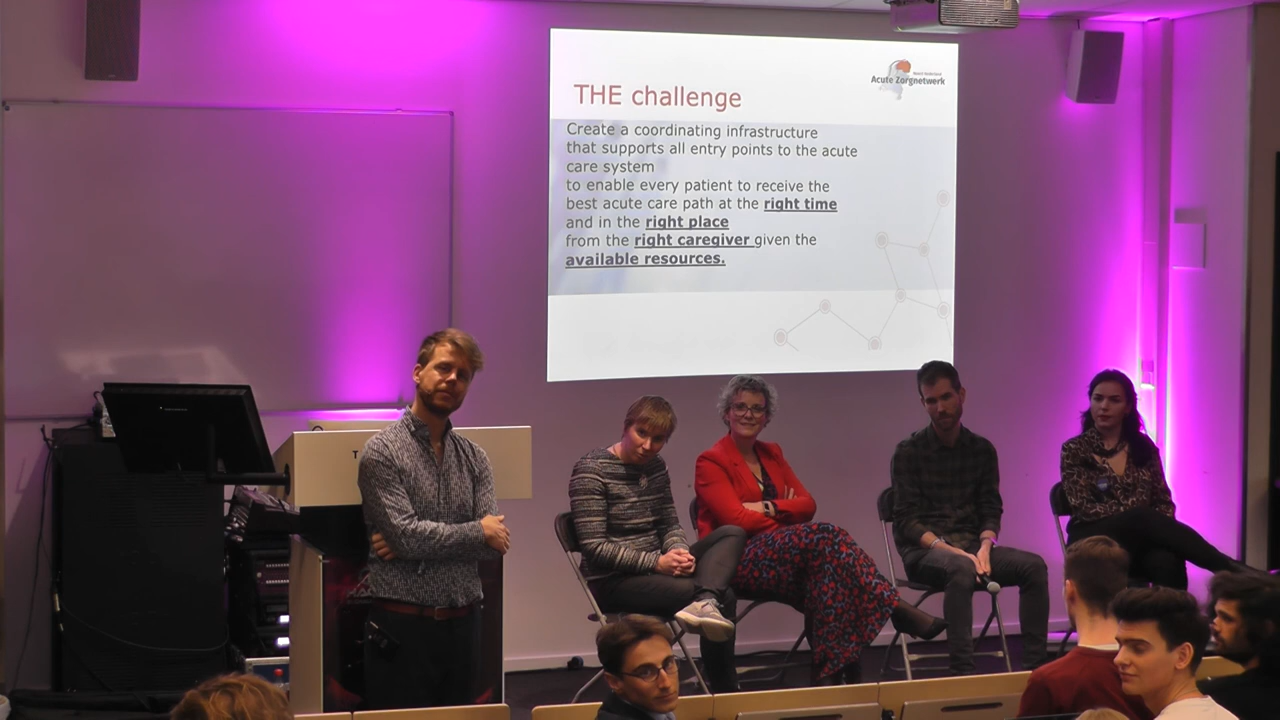 Acute Zorgnetwerk
THE challenge
Create a coordinating infrastructure
that supports all entry points to the acute
care system
to enable every patient to receive the
best acute care path at the right time
and in the right place
from the right caregiver given the
available resources.
T